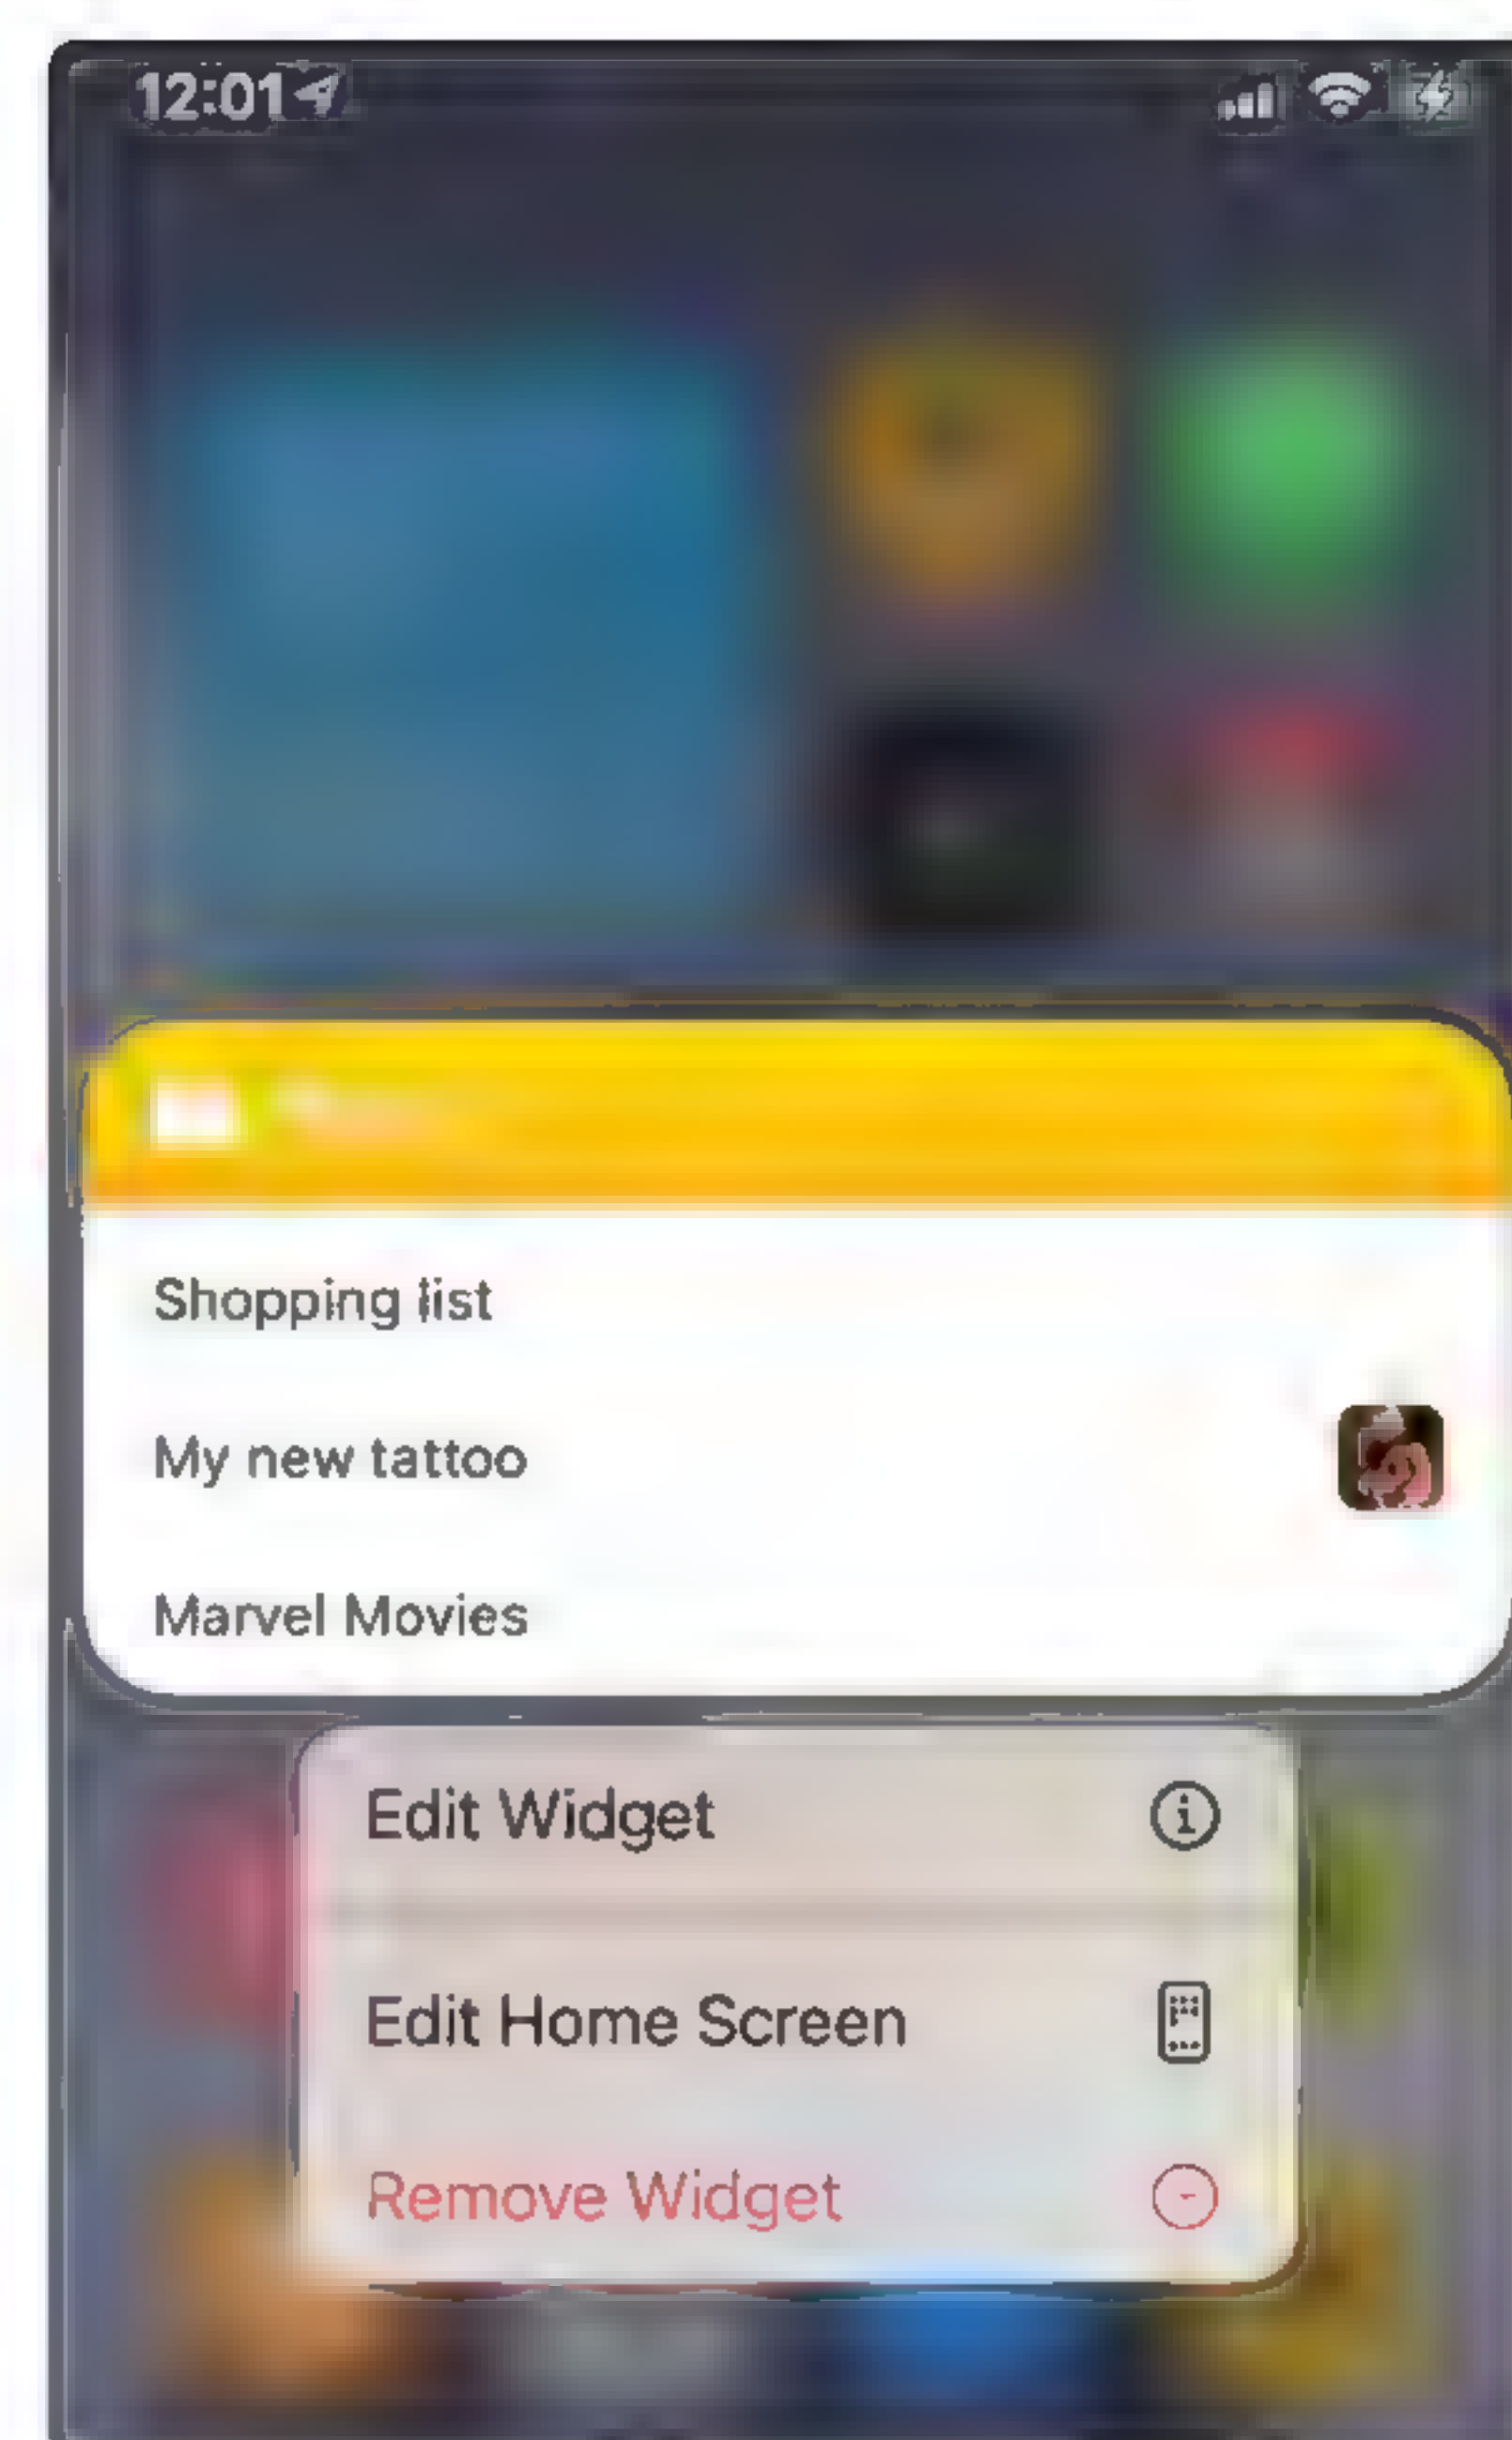 12:01
Shopping list
My new tattoo
Marvel Movies
Edit Widget
Edit Home Screen
Remove Widget